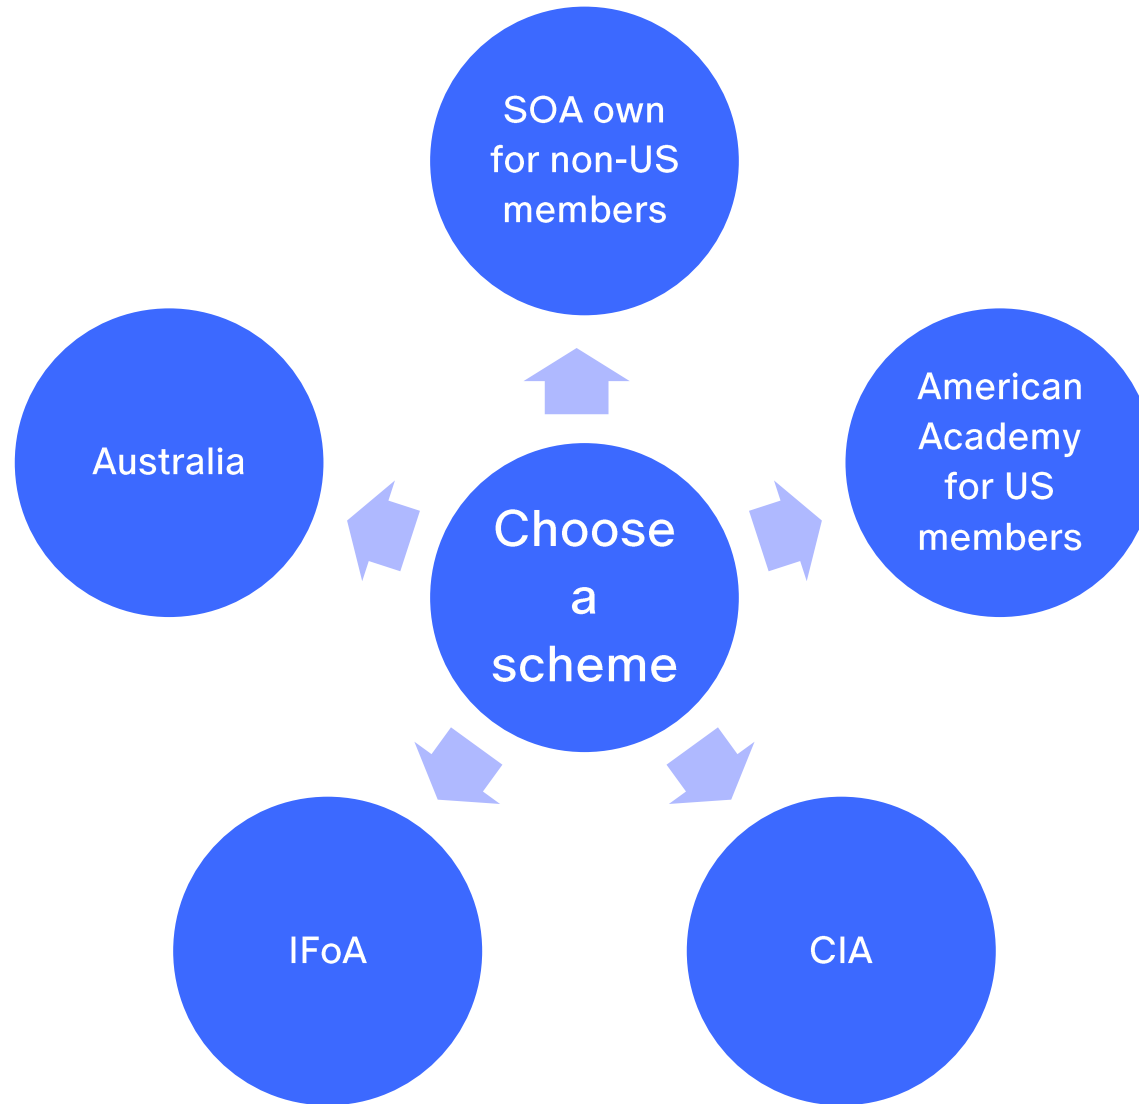 SOA own
for non-US
members
American
Academy
for US
members
Australia
Choose
a
scheme
IFoA
CIA